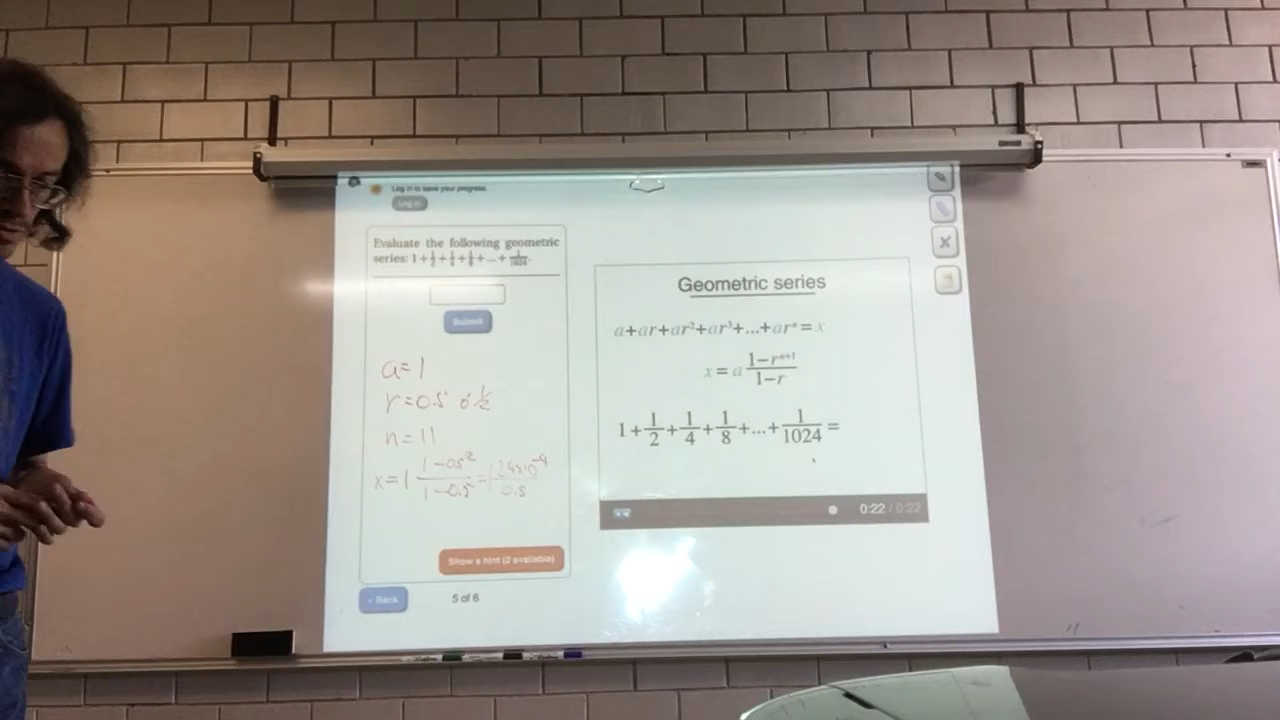 Log in to save your progress.
Log in
Evaluate the following geometric
series: 1+1/2+1/4+1/8+...+1/1024.
Submit
a=1
r=0.5 or 1/2
n=11
Show a hint (2 available)
< Back
5 of 6
Geometric series
a+ar+ar²+ar³+...+arⁿ=x
x=a (1-rⁿ⁺¹)/(1-r)
1+1/2+1/4+1/8+...+1/1024=
0:22 / 0:22